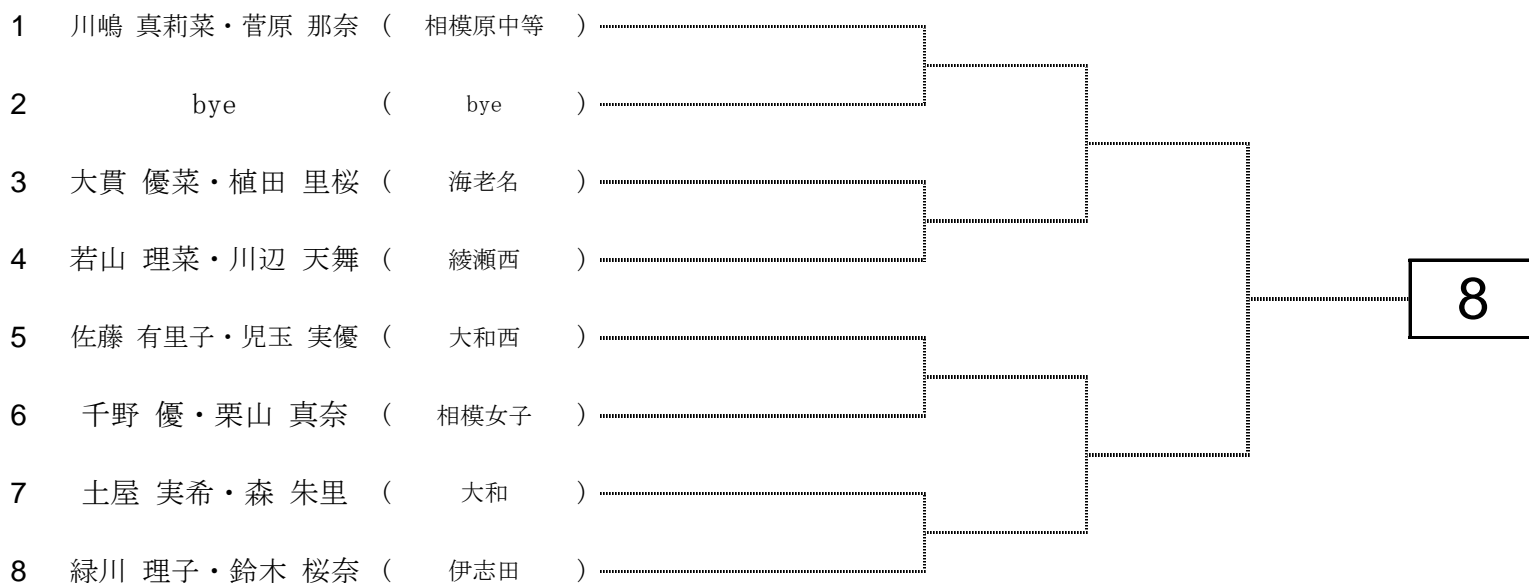 1 川嶋 真莉菜・菅原 那奈 ( 相模原中等 )
2 bye ( bye )
3 大貫 優菜・植田 里桜 ( 海老名 )
4 若山 理菜・川辺 天舞 ( 綾瀬西 )
5 佐藤 有里子・児玉 実優 ( 大和西 )
8
6 千野 優・栗山 真奈 ( 相模女子 )
7 土屋 実希・森 朱里 ( 大和 )
8 緑川 理子・鈴木 桜奈 ( 伊志田 )